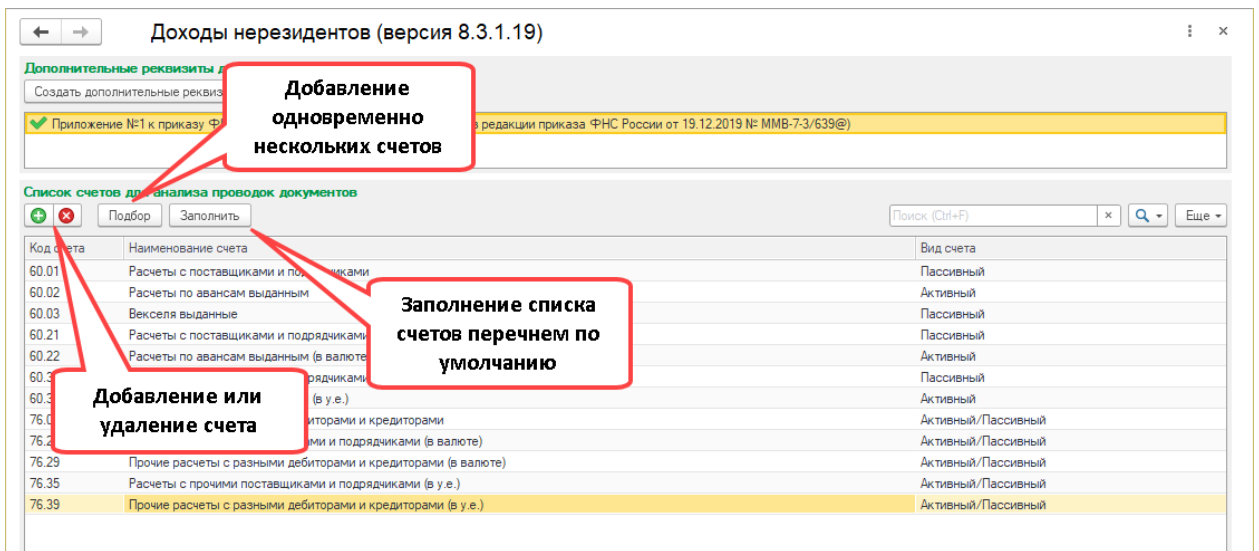 Доходы нерезидентов (версия 8.3.1.19)
Дополнительные реквизиты
Создать дополнительные
Приложение №1 к приказу в редакции приказа ФНС России от 19.12.2019 № ММВ-7-3/639@)
Добавление
одновременно
нескольких счетов
Список счетов для анализа проводок документов
Подбор Заполнить Поиск (Ctrl+F) Еще
Код счета Наименование счета Вид счета
60.01 Расчеты с поставщиками и подрядчиками Пассивный
60.02 Расчеты по авансам выданным Активный
60.03 Векселя выданные Пассивный
60.21 Расчеты с поставщиками и подрядчиками Пассивный
60.22 Расчеты по авансам выданным (в валюте Активный
Пассивный
(в у.е.) Активный
и кредиторами Активный/Пассивный
и подрядчиками (в валюте) Активный/Пассивный
76.29 Прочие расчеты с разными дебиторами и кредиторами (в валюте) Активный/Пассивный
76.35 Расчеты с прочими поставщиками и подрядчиками (в у.е.) Активный/Пассивный
76.39 Прочие расчеты с разными дебиторами и кредиторами (в у.е.) Активный/Пассивный
Заполнение списка
счетов перечнем по
умолчанию
Добавление или
удаление счета